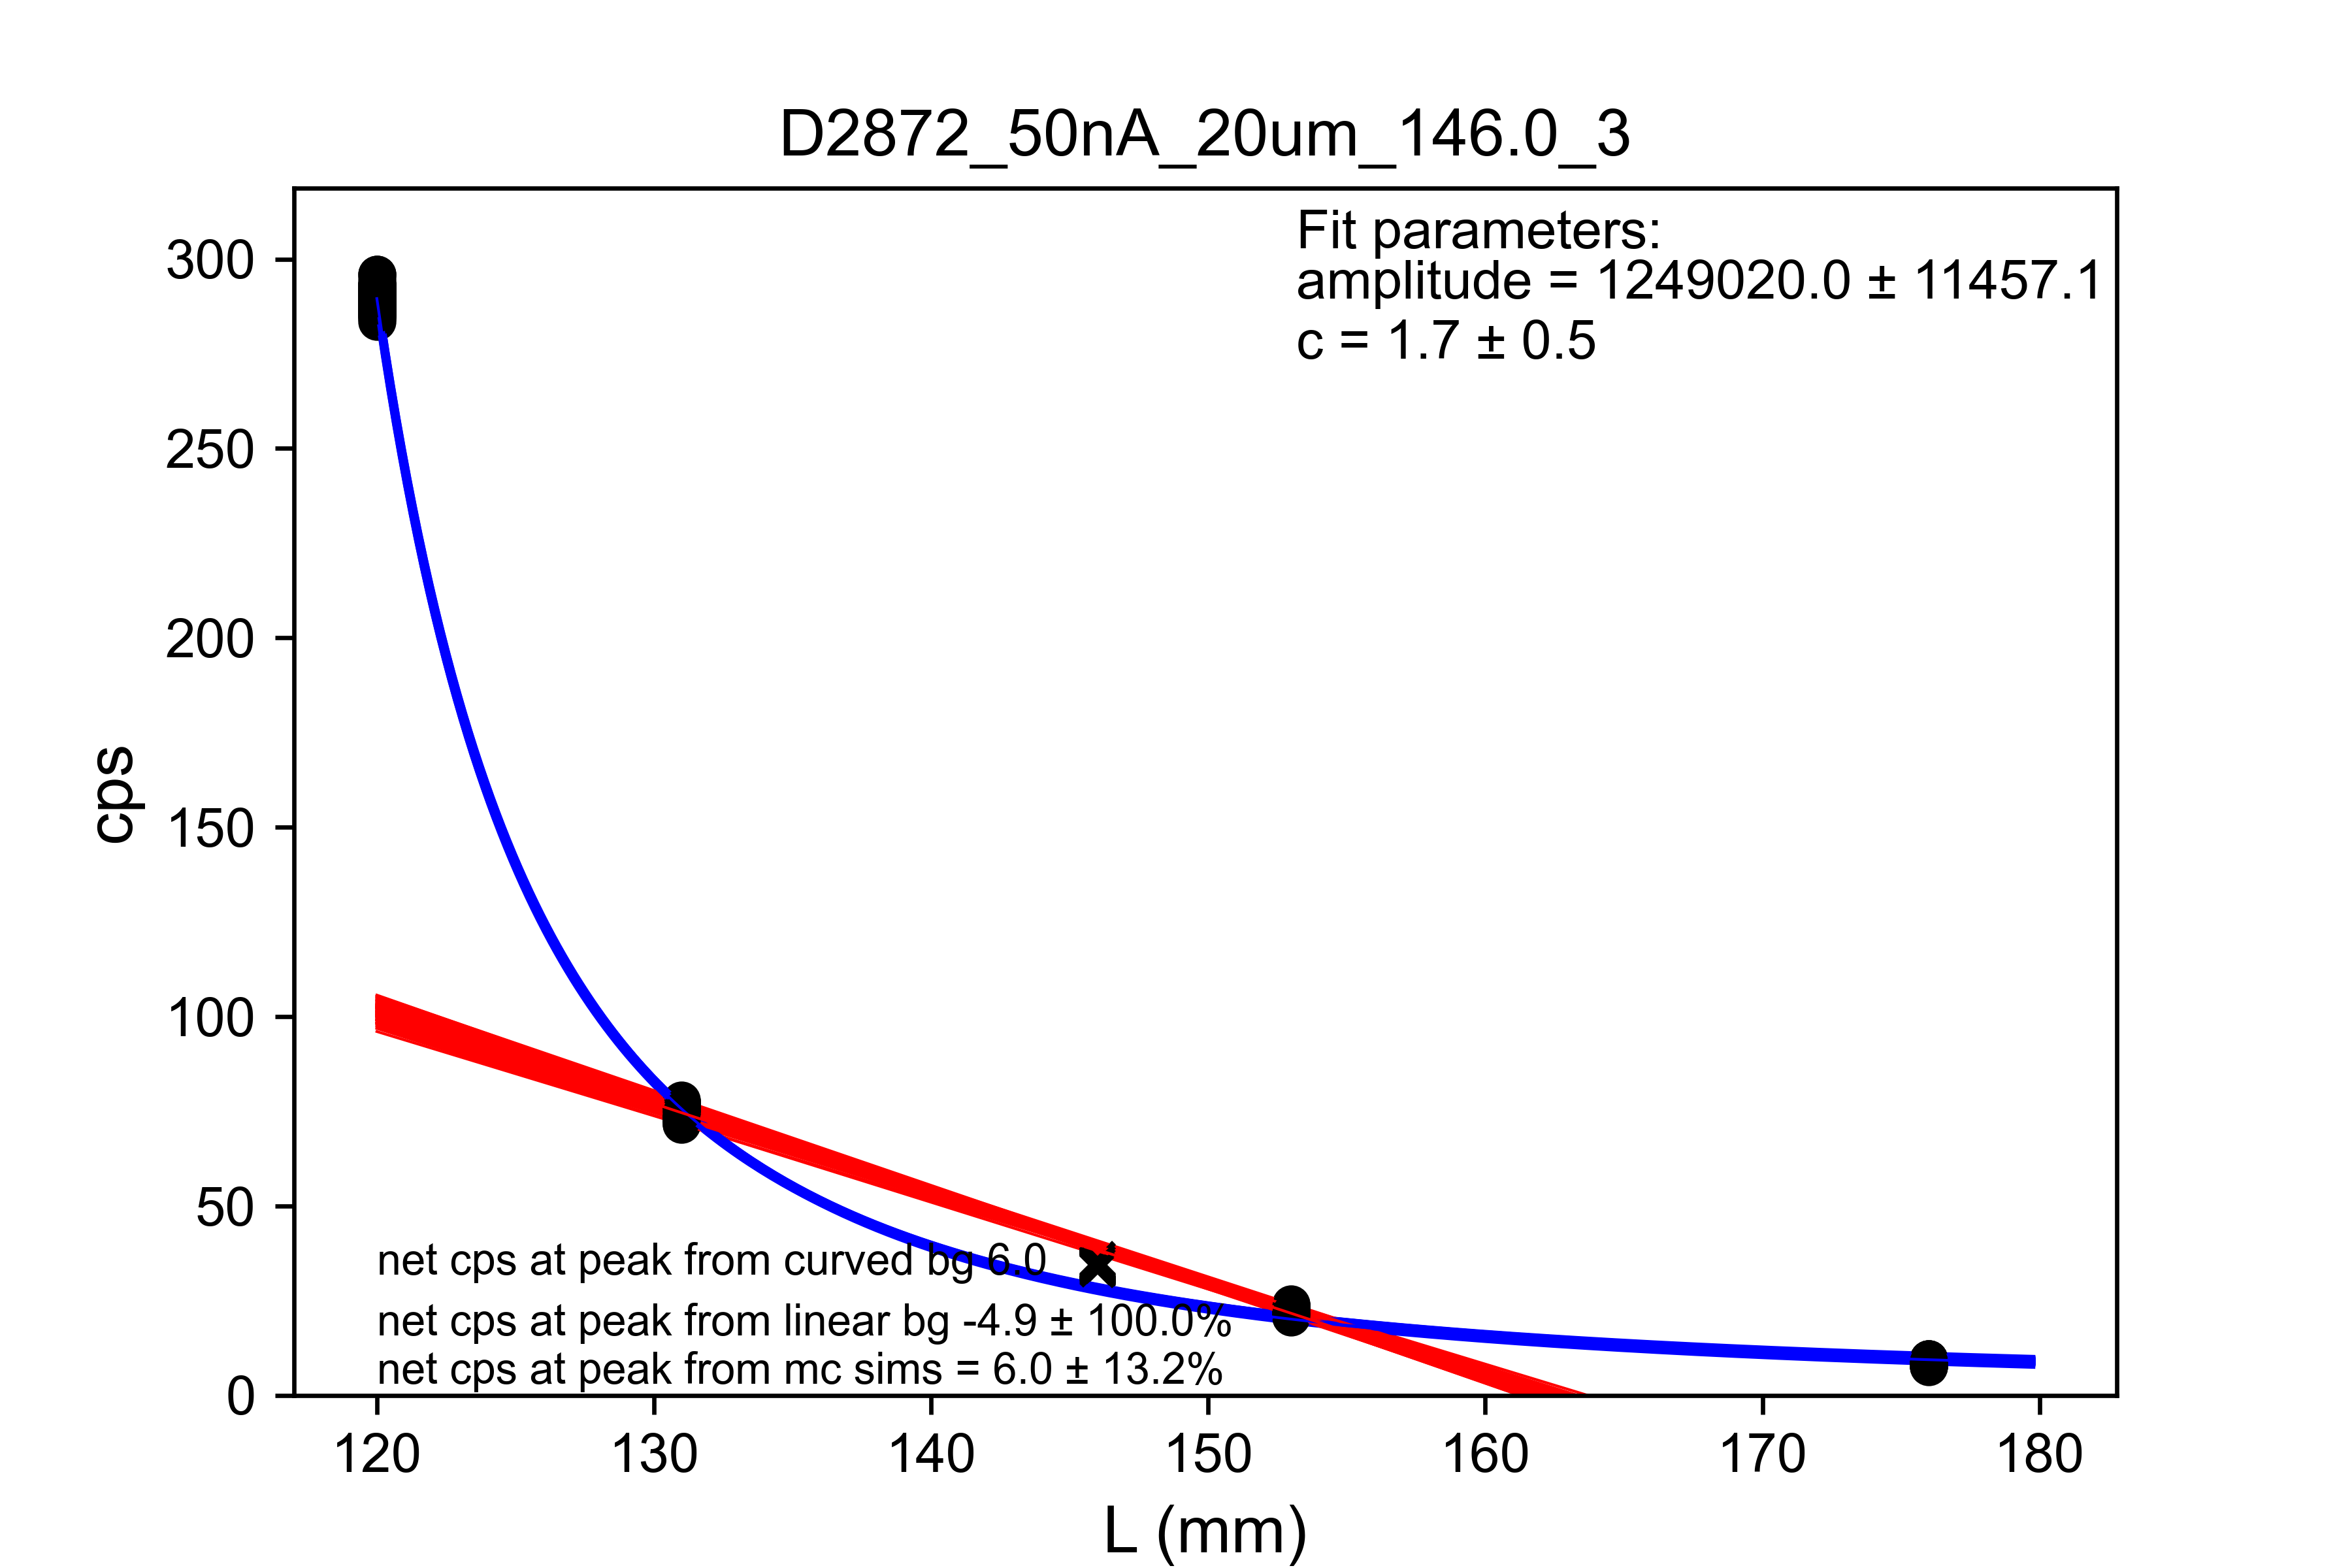 D2872_50nA_20um_146.0_3
Fit parameters:
amplitude = 1249020.0 ± 11457.1
c = 1.7 ± 0.5
300
250
200
150
100
50
0
cps
net cps at peak from curved bg 6.0
net cps at peak from linear bg -4.9 ± 100.0%
net cps at peak from mc sims = 6.0 ± 13.2%
120 130 140 150 160 170 180
L (mm)